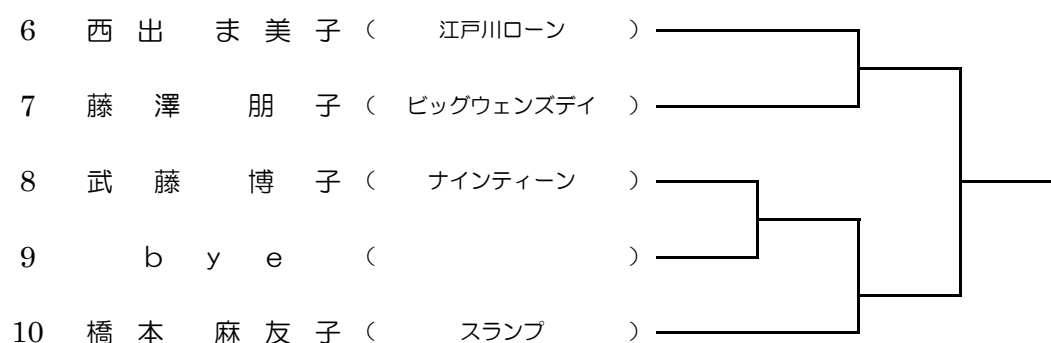 6 西出 ま美子 ( 江戸川ローン )
7 藤澤 朋子 ( ビッグウェンズデイ )
8 武藤 博子 ( ナインティーン )
9 bye ( )
10 橋本 麻友子 ( スランプ )